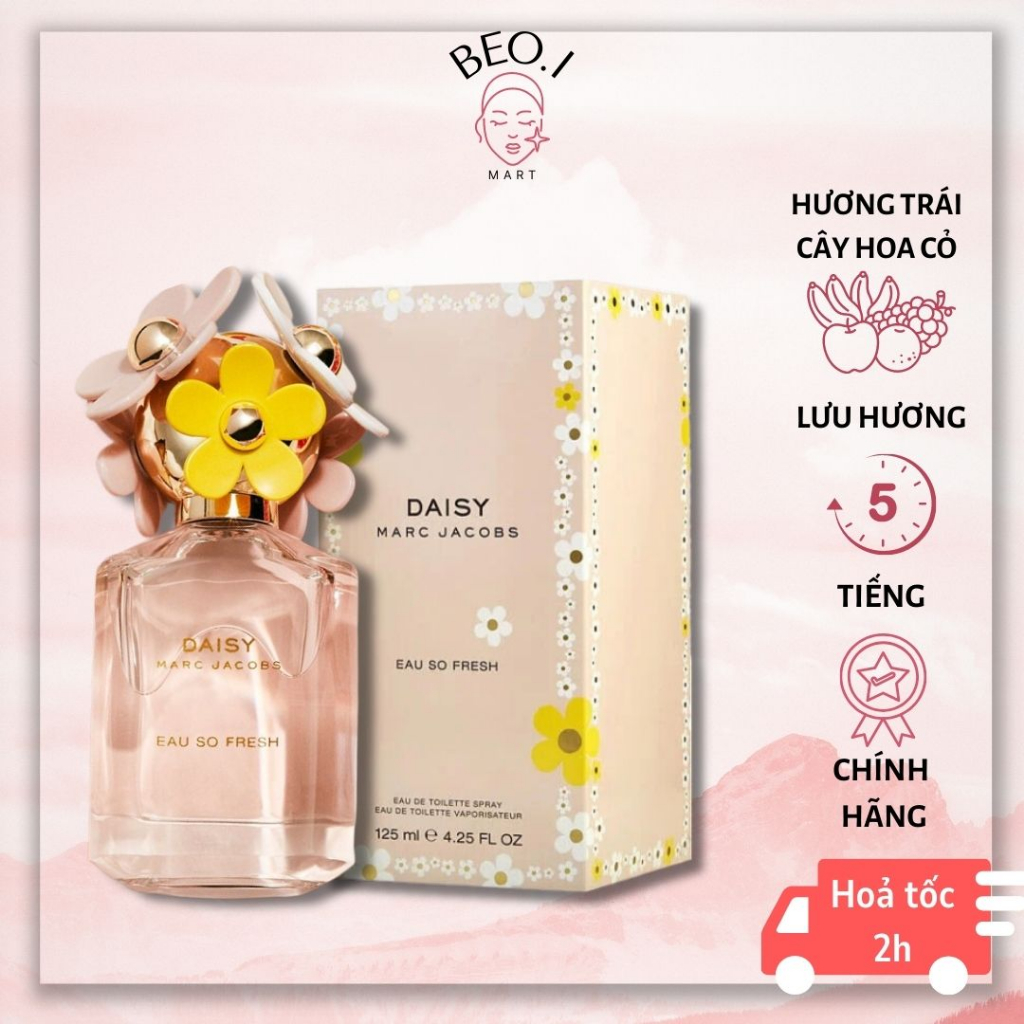 BEO.I
MART
HƯƠNG TRÁI
CÂY HOA CỎ
LƯU HƯƠNG
5
TIẾNG
CHÍNH
HÃNG
Hoả tốc
2h
DAISY
MARC JACOBS
EAU SO FRESH
EAU DE TOILETTE SPRAY
EAU DE TOILETTE VAPORISATEUR
125 ml ℮ 4.25 FL OZ
DAISY
MARC JACOBS
EAU SO FRESH